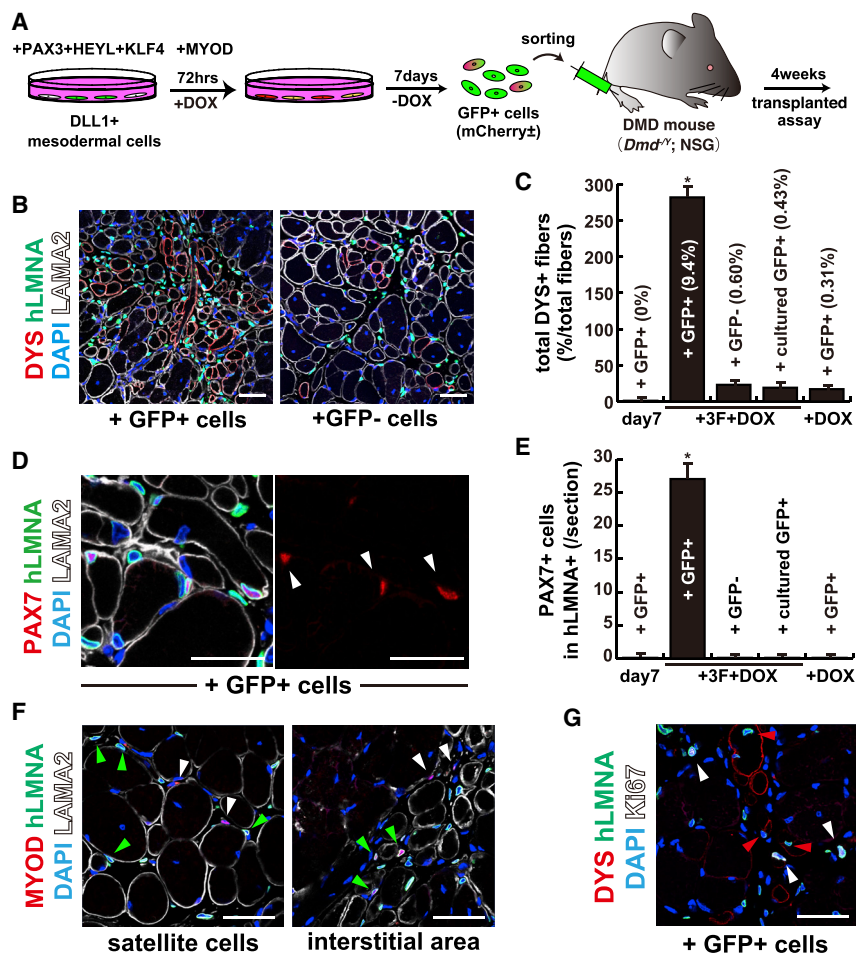 A
+PAX3+HEYL+KLF4
+MYOD
72hrs
+DOX
7days
-DOX
sorting
4weeks
transplanted
assay
DLL1+
mesodermal cells
GFP+ cells
(mCherry±)
DMD mouse
(Dmd-/Y; NSG)
B
DYS hLMNA
DAPI LAMA2
+ GFP+ cells
+GFP- cells
C
total DYS+ fibers
(%/total fibers)
300
250
200
150
100
50
0
*
+ GFP+ (0%)
+ GFP+ (9.4%)
+ GFP- (0.60%)
+ cultured GFP+ (0.43%)
+ GFP+ (0.31%)
day7
+3F+DOX
+DOX
D
PAX7 hLMNA
DAPI LAMA2
+ GFP+ cells
E
PAX7+ cells
in hLMNA+ (/section)
30
25
20
15
10
5
0
*
+ GFP+
+ GFP+
+ GFP-
+ cultured GFP+
+ GFP+
day7
+3F+DOX
+DOX
F
MYOD hLMNA
DAPI LAMA2
satellite cells
interstitial area
G
DYS hLMNA
DAPI Ki67
+ GFP+ cells